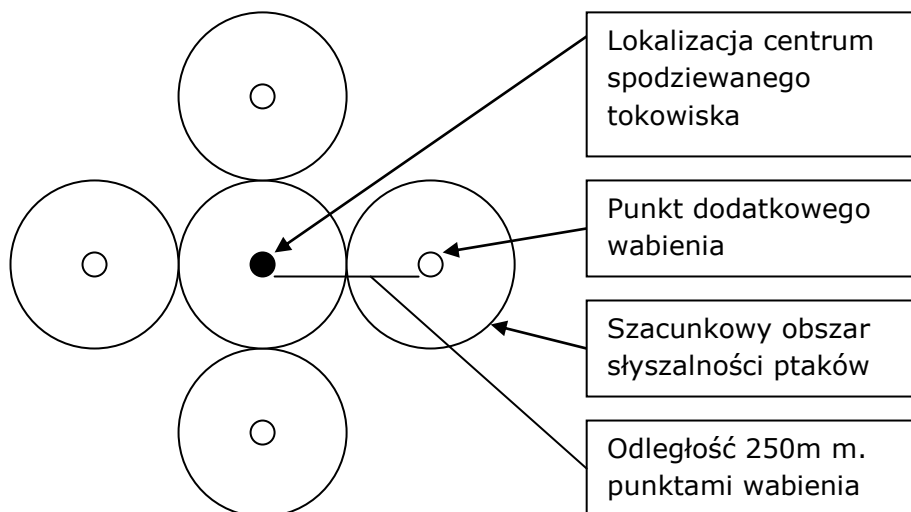 Lokalizacja centrum
spodziewanego
tokowiska
Punkt dodatkowego
wabienia
Szacunkowy obszar
słyszalności ptaków
Odległość 250m m.
punktami wabienia